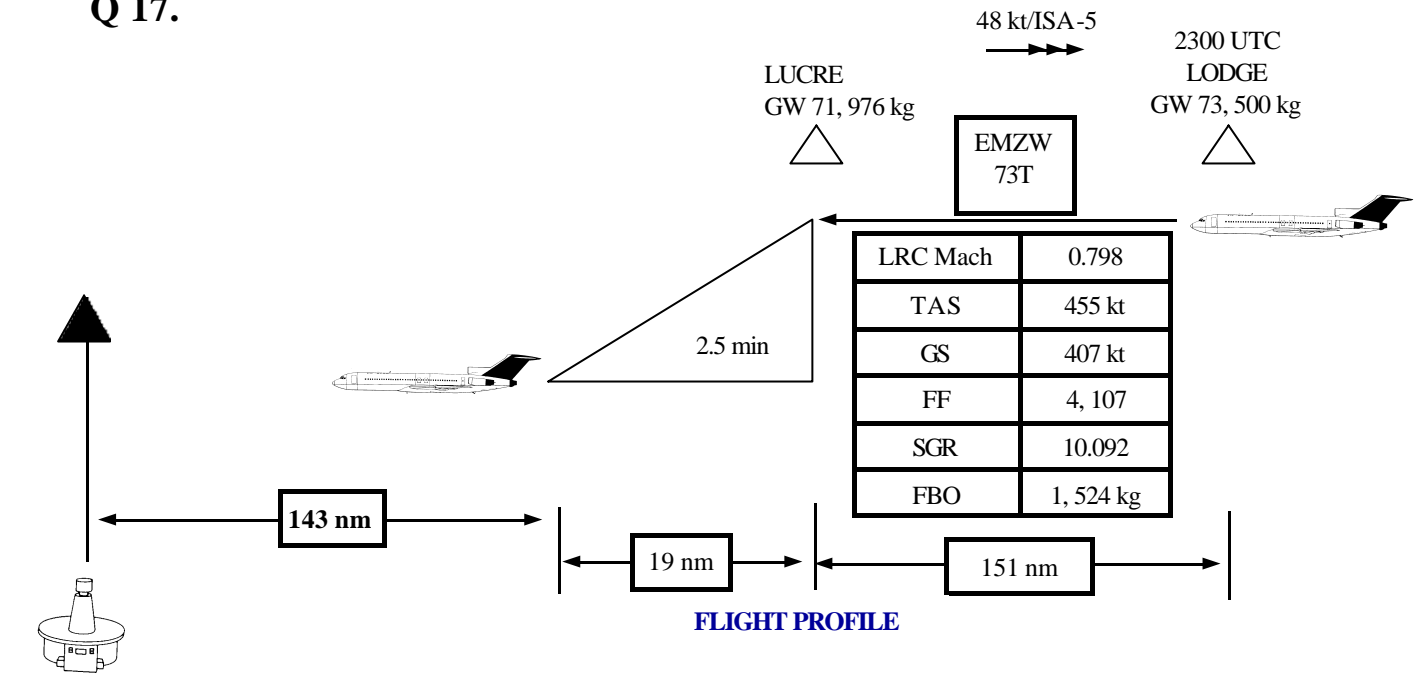 Q 17.
48 kt/ISA-5
2300 UTC
LODGE
GW 73, 500 kg
LUCRE
GW 71, 976 kg
EMZW
73T
LRC Mach 0.798
TAS 455 kt
GS 407 kt
FF 4, 107
SGR 10.092
FBO 1, 524 kg
2.5 min
143 nm
19 nm
151 nm
FLIGHT PROFILE